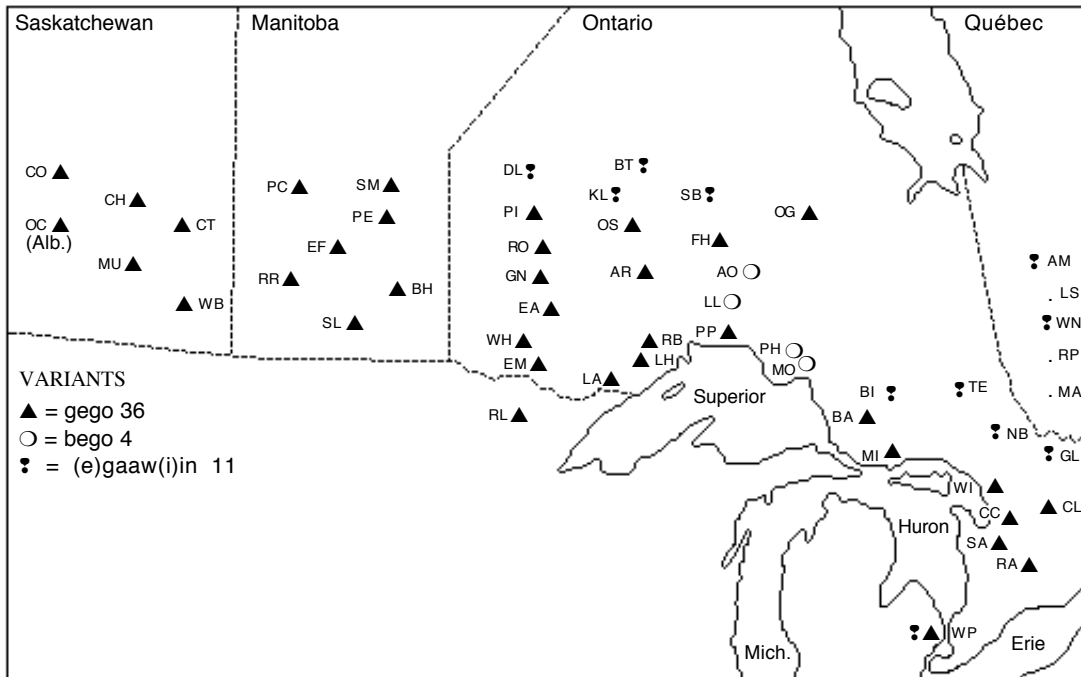 Saskatchewan Manitoba Ontario Québec
CO
PC SM DL BT
CH KL SB
OC PE PI OS OG
(Alb.) CT
EF RO FH
MU AR AO AM
RR BH GN
WB EA LL LS
SL WN
WH RB PP
EM LH PH RP
MO
VARIANTS
LA
▲ = gego 36 RL Superior BI TE MA
❍ = bego 4 BA
= (e)gaaw(i)in 11 MI NB
GL
WI
CC CL
Huron
SA
RA
WP
Mich. Erie